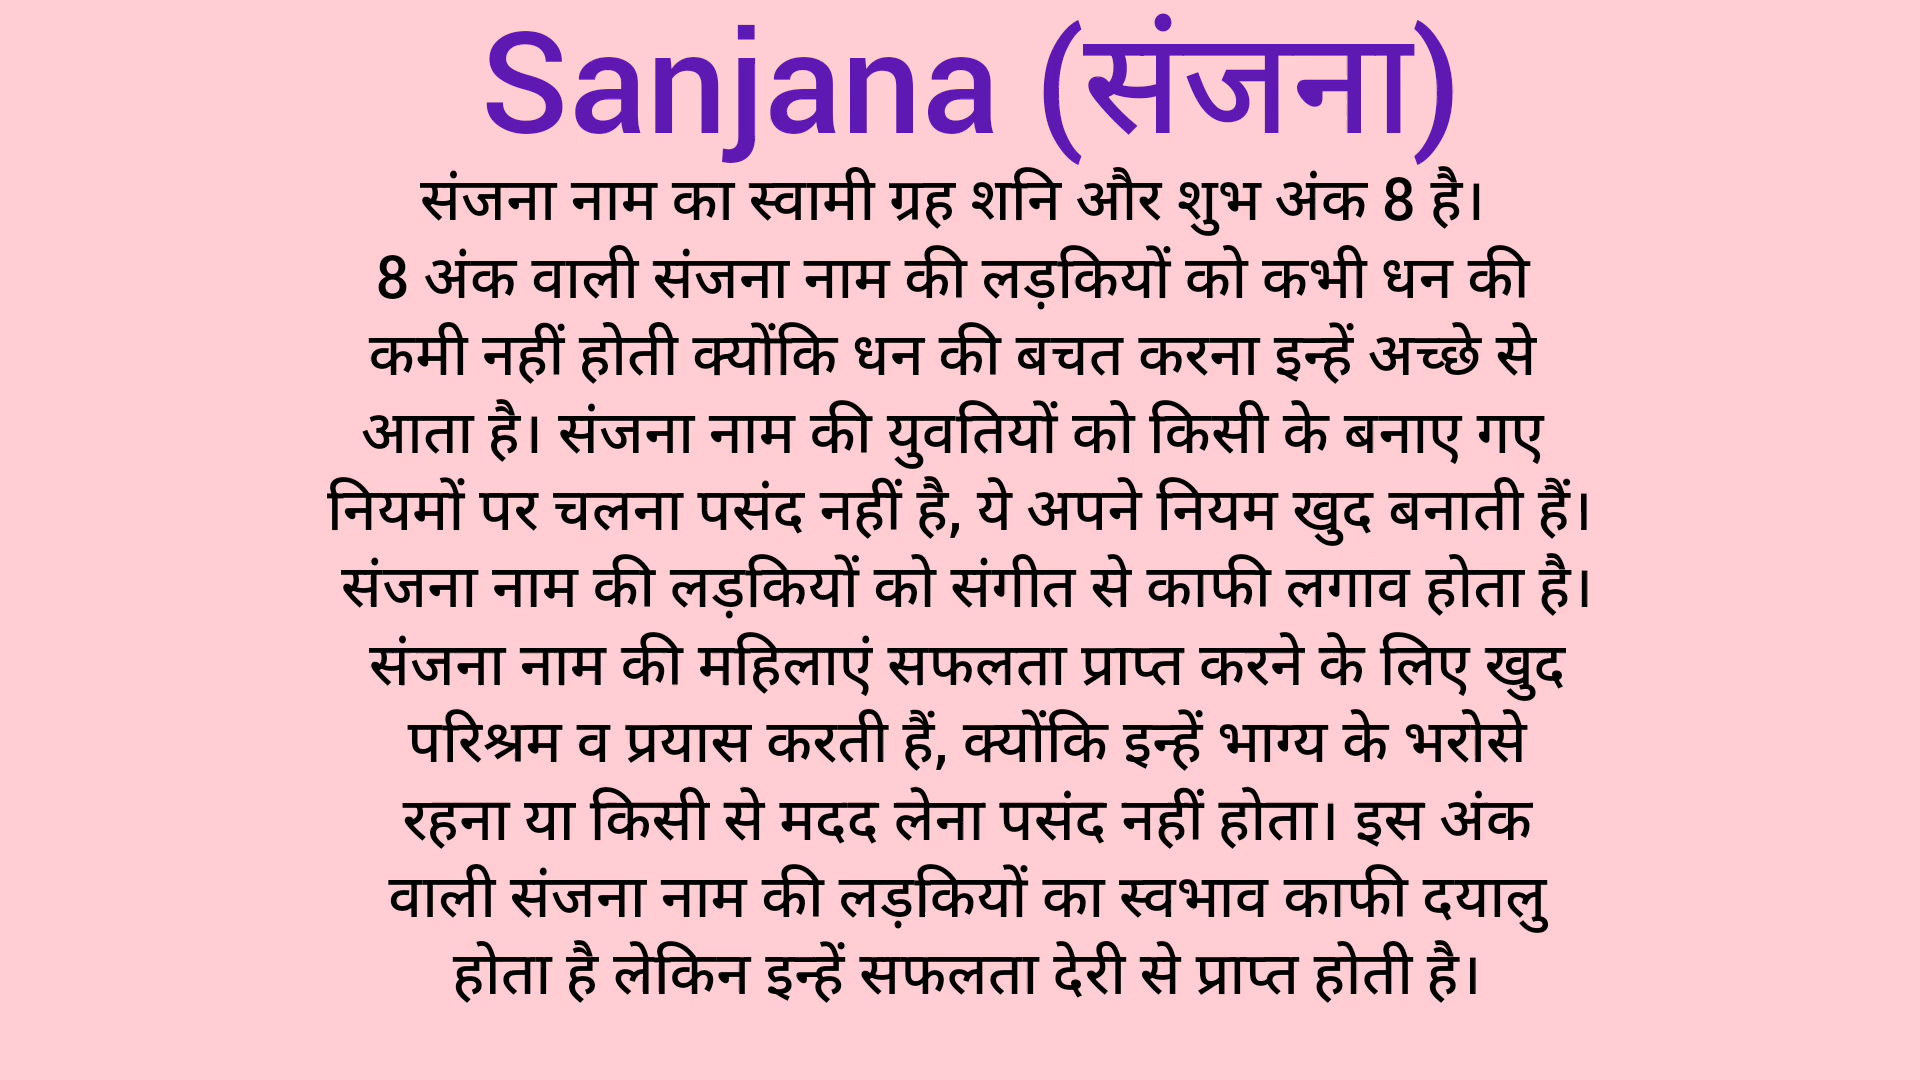 Sanjana (संजना)
संजना नाम का स्वामी ग्रह शनि और शुभ अंक 8 है।
8 अंक वाली संजना नाम की लड़कियों को कभी धन की
कमी नहीं होती क्योंकि धन की बचत करना इन्हें अच्छे से
आता है। संजना नाम की युवतियों को किसी के बनाए गए
नियमों पर चलना पसंद नहीं है, ये अपने नियम खुद बनाती हैं।
संजना नाम की लड़कियों को संगीत से काफी लगाव होता है।
संजना नाम की महिलाएं सफलता प्राप्त करने के लिए खुद
परिश्रम व प्रयास करती हैं, क्योंकि इन्हें भाग्य के भरोसे
रहना या किसी से मदद लेना पसंद नहीं होता। इस अंक
वाली संजना नाम की लड़कियों का स्वभाव काफी दयालु
होता है लेकिन इन्हें सफलता देरी से प्राप्त होती है।